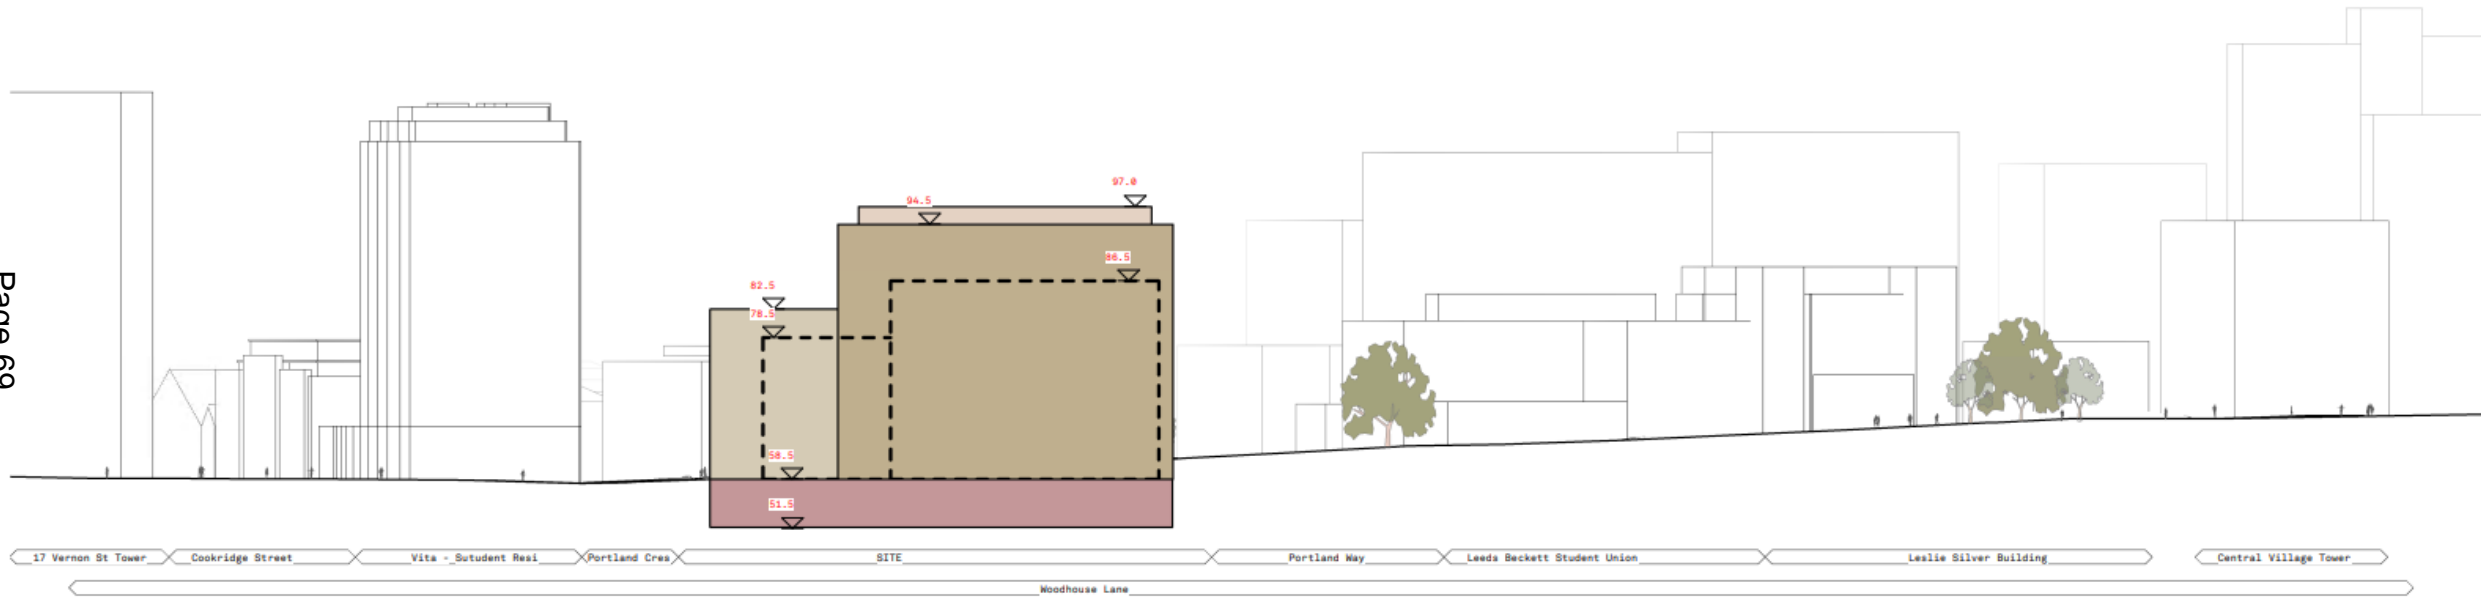 Page 69
97.0
94.5
86.5
82.5
78.5
58.5
51.5
17 Vernon St Tower
Cookridge Street
Vita - Sutudent Resi
Portland Cres
SITE
Portland Way
Leeds Beckett Student Union
Leslie Silver Building
Central Village Tower
Woodhouse Lane